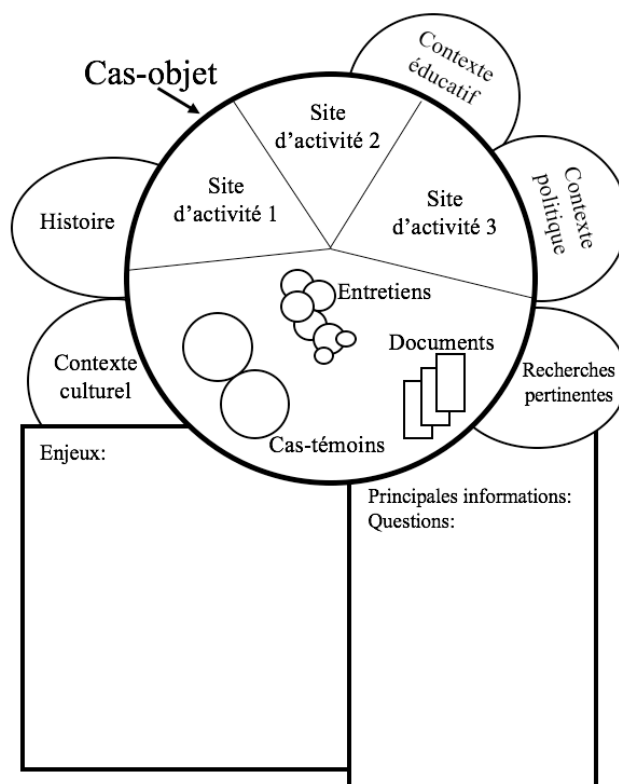 Cas-objet
Contexte
éducatif
Site
d'activité 2
Site
d'activité 1
Site
d'activité 3
Contexte
politique
Histoire
Entretiens
Documents
Contexte
culturel
Recherches
pertinentes
Cas-témoins
Enjeux:
Principales informations:
Questions: